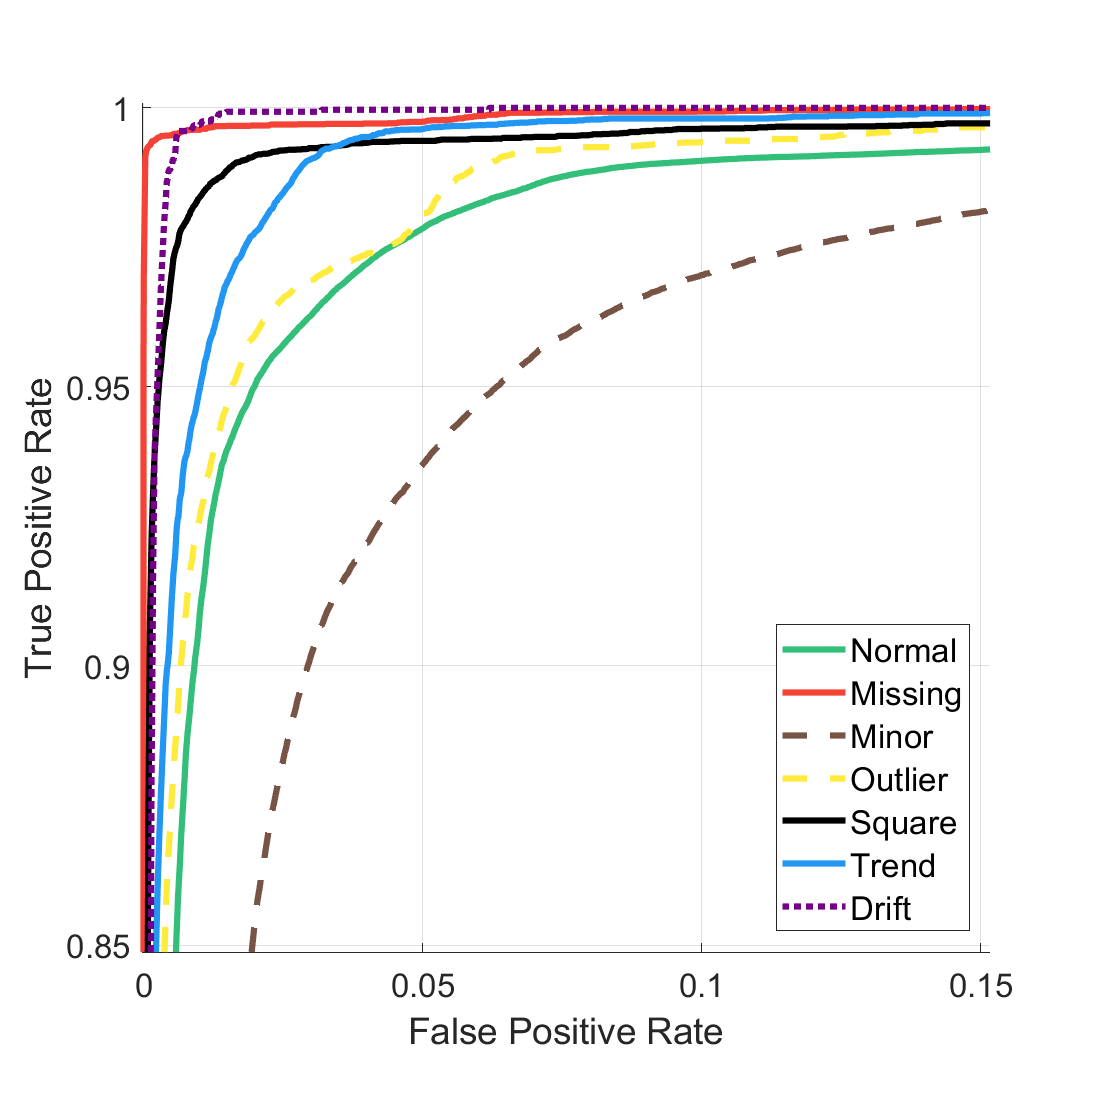 1
0.95
0.9
0.85
0
0.05
0.1
0.15
True Positive Rate
False Positive Rate
Normal
Missing
Minor
Outlier
Square
Trend
Drift